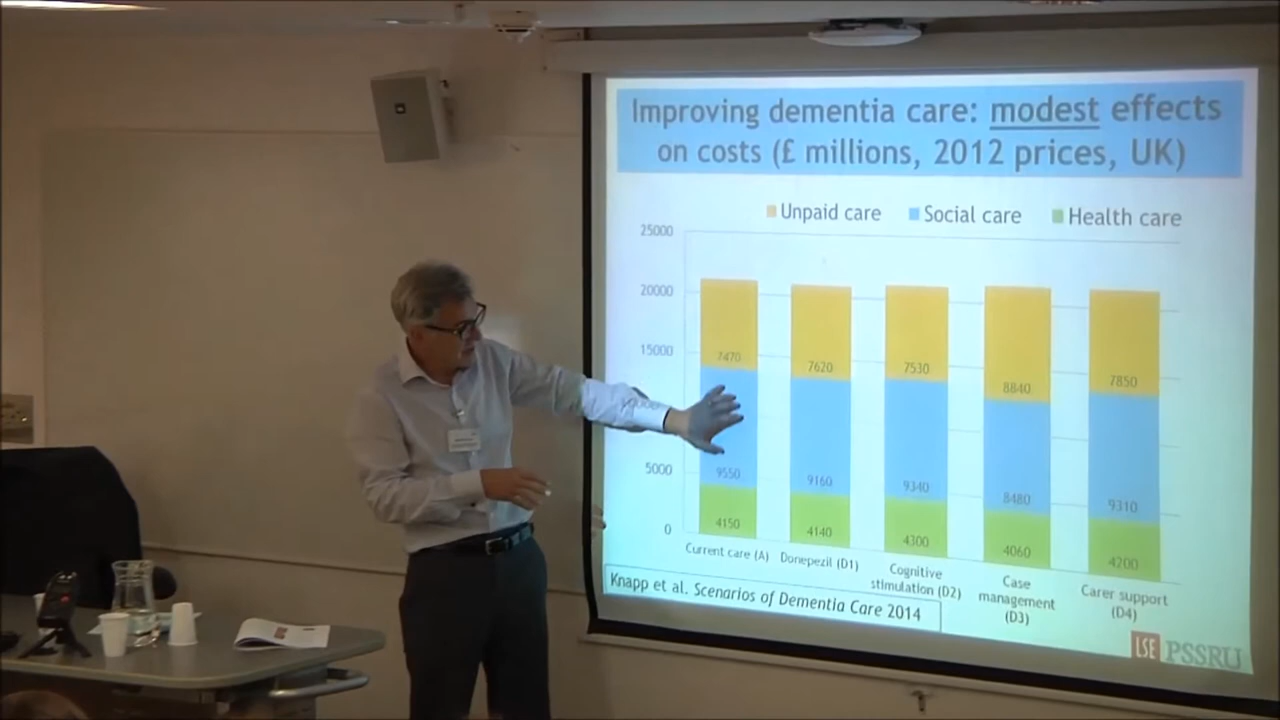 Improving dementia care: modest effects
on costs (£ millions, 2012 prices, UK)
Unpaid care Social care Health care
25000
20000
15000
5000
0
7470 7620 7530 8840 7850
9550 9160 9340 8480 9310
4150 4140 4300 4060 4200
Current care (A) Donepezil (D1) Cognitive stimulation (D2) Case management (D3) Carer support (D4)
Knapp et al. Scenarios of Dementia Care 2014
LSE PSSRU